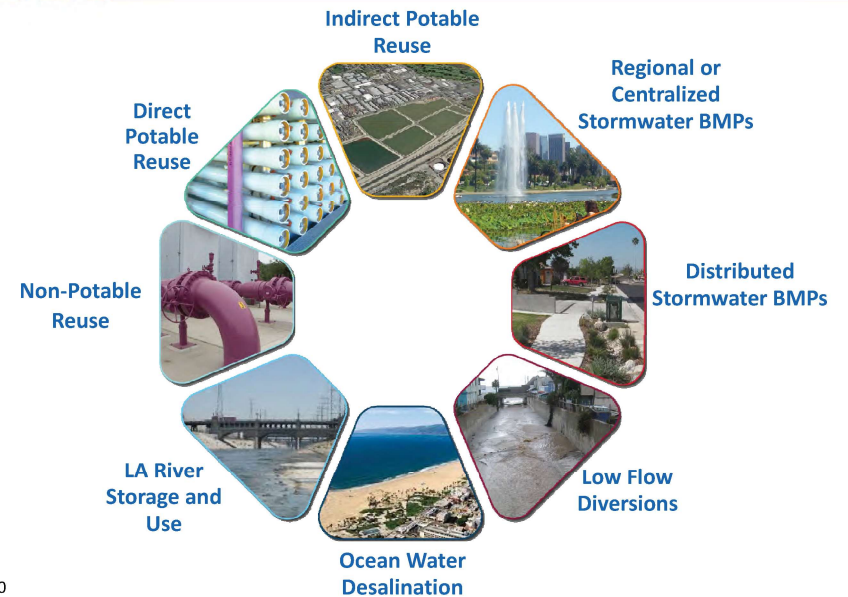 Indirect Potable
Reuse
Regional or
Centralized
Stormwater BMPs
Distributed
Stormwater BMPs
Low Flow
Diversions
Ocean Water
Desalination
LA River
Storage and
Use
Non-Potable
Reuse
Direct
Potable
Reuse
0